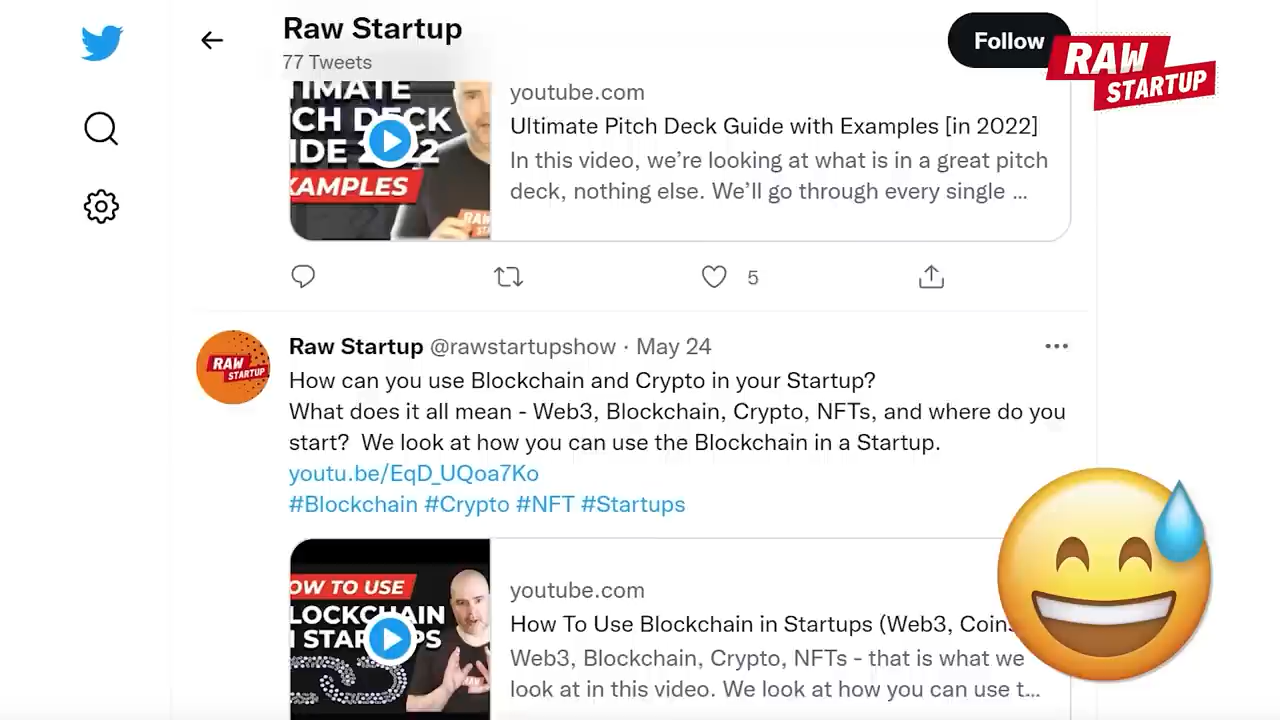 Raw Startup
77 Tweets
Follow
RAW
STARTUP
TIMATE
CH DECK
IDE 2022
XAMPLES
RAW
youtube.com
Ultimate Pitch Deck Guide with Examples [in 2022]
In this video, we’re looking at what is in a great pitch
deck, nothing else. We’ll go through every single ...
5
RAW
STARTUP
Raw Startup @rawstartupshow · May 24
How can you use Blockchain and Crypto in your Startup?
What does it all mean - Web3, Blockchain, Crypto, NFTs, and where do you
start? We look at how you can use the Blockchain in a Startup.
youtu.be/EqD_UQoa7Ko
#Blockchain #Crypto #NFT #Startups
OW TO USE
LOCKCHAIN
N STARTUPS
youtube.com
How To Use Blockchain in Startups (Web3, Coins
Web3, Blockchain, Crypto, NFTs - that is what we
look at in this video. We look at how you can use t...